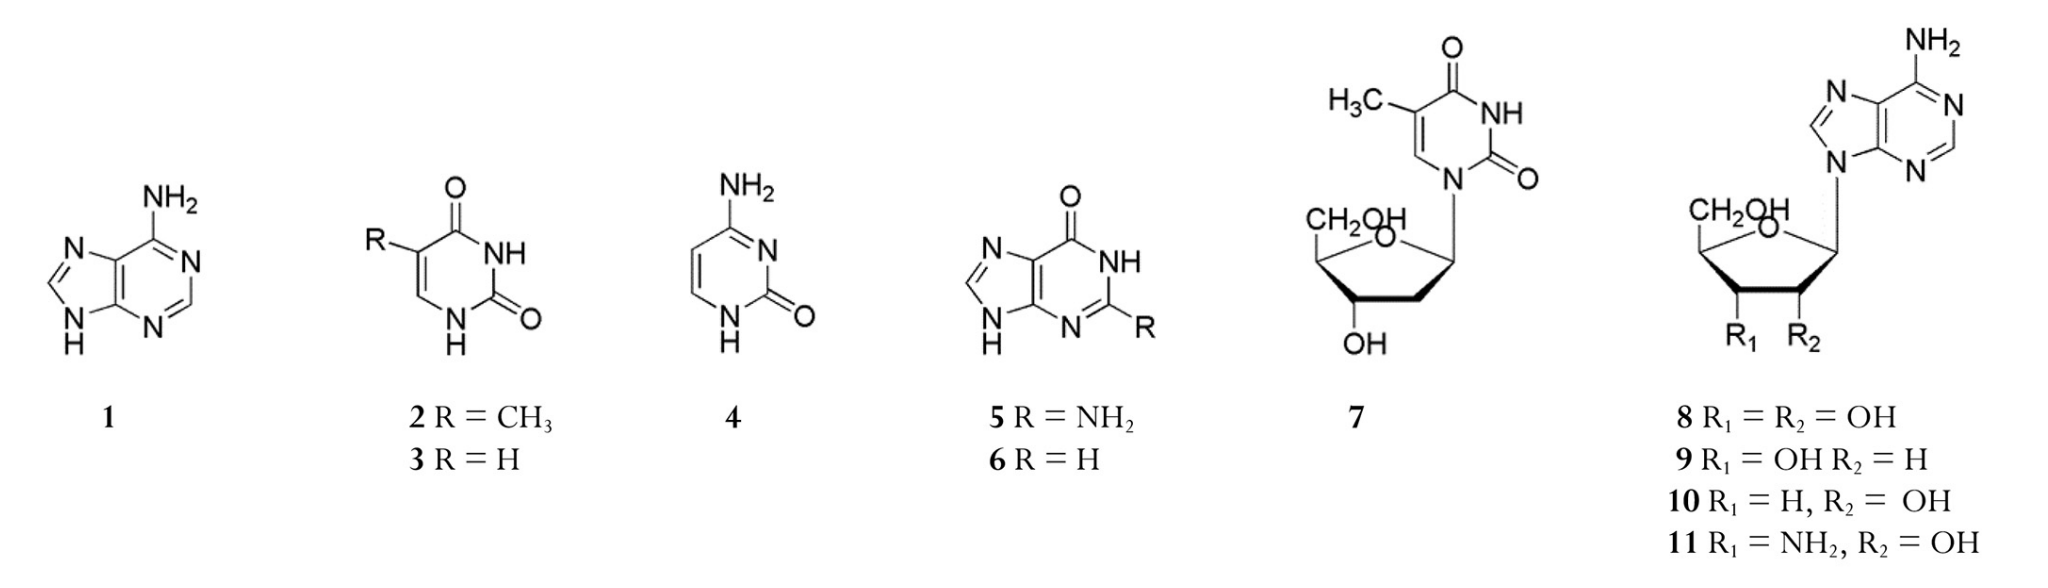 NH₂
N
N
N
H
N
1
O
R
NH
N
H
O
2 R = CH₃
3 R = H
NH₂
N
N
H
O
4
O
N
NH
N
H
N
R
5 R = NH₂
6 R = H
O
H₃C
NH
N
O
CH₂OH
O
OH
7
NH₂
N
N
N
N
CH₂OH
O
R₁ R₂
8 R₁ = R₂ = OH
9 R₁ = OH R₂ = H
10 R₁ = H, R₂ = OH
11 R₁ = NH₂, R₂ = OH